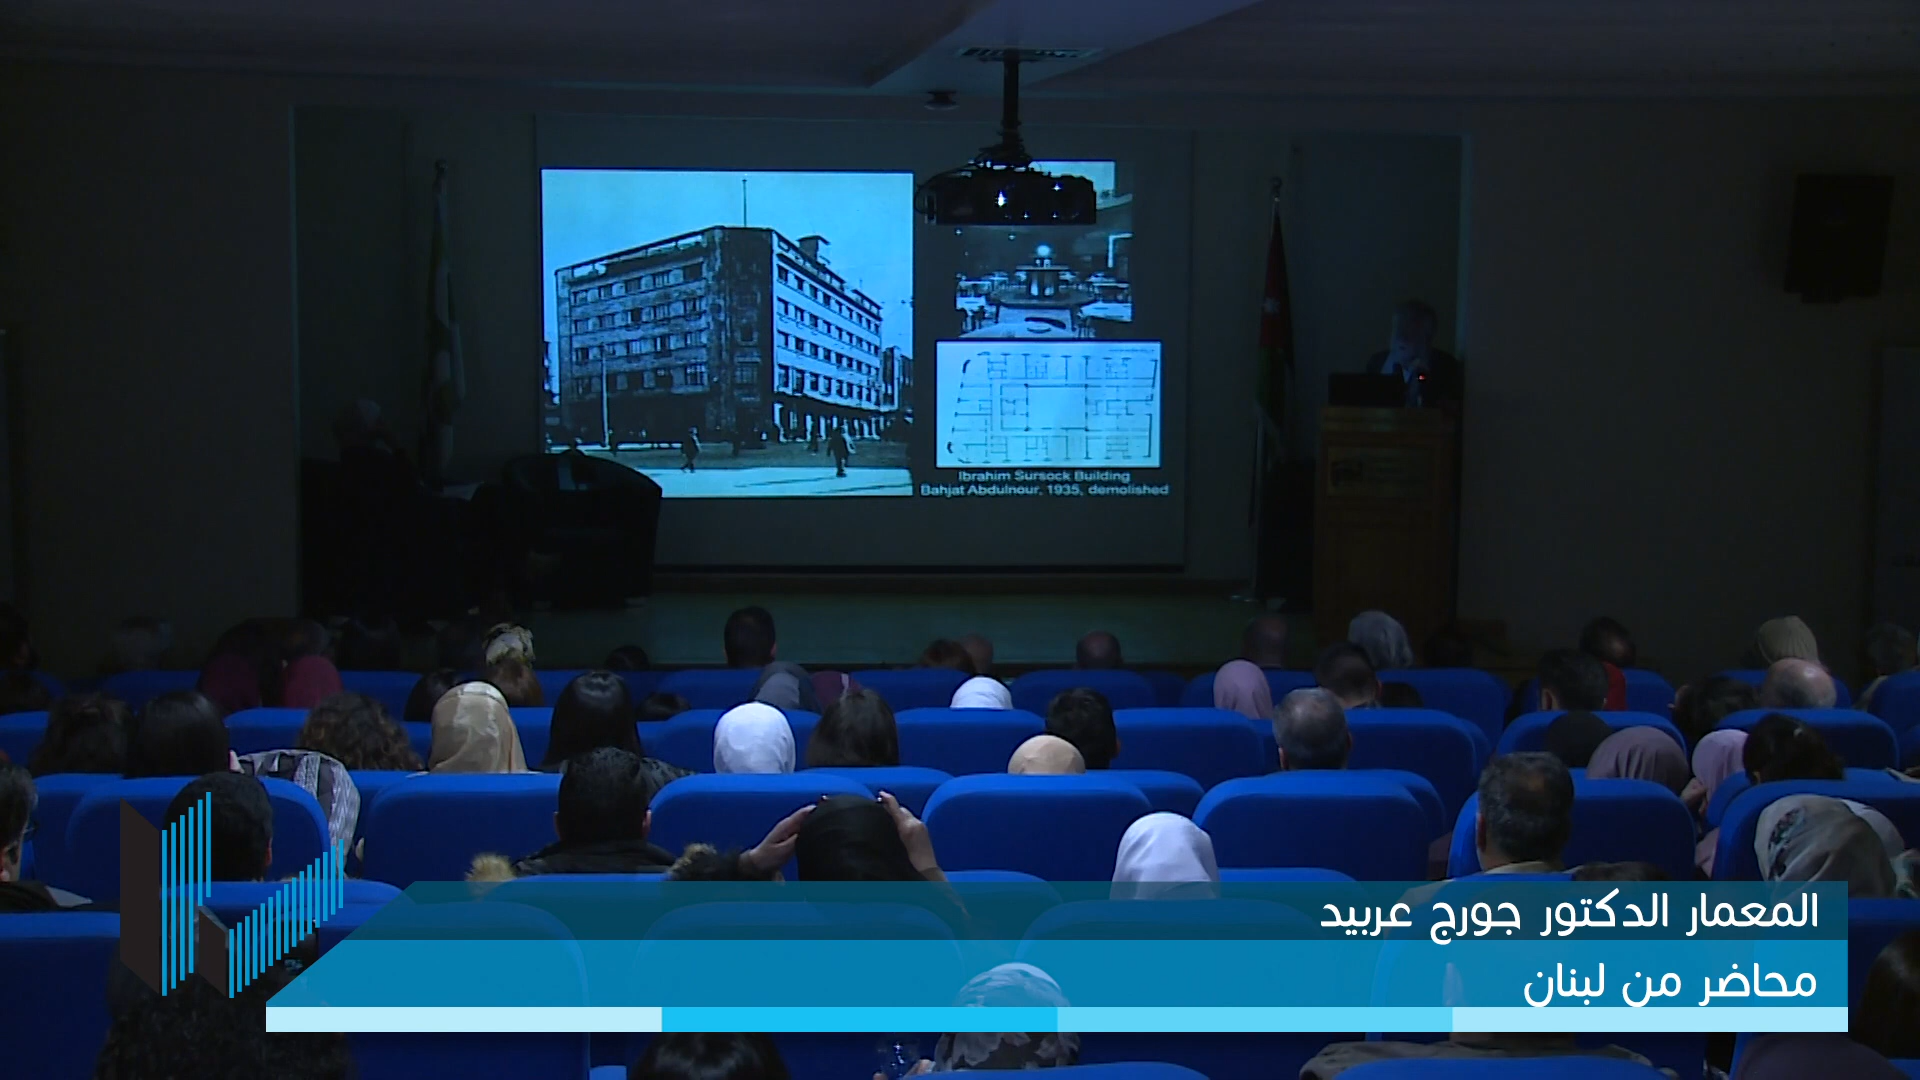 Ibrahim Sursock Building
Bahjat Abdulnour, 1935, demolished
المعمار الدكتور جورج عربيد
محاضر من لبنان